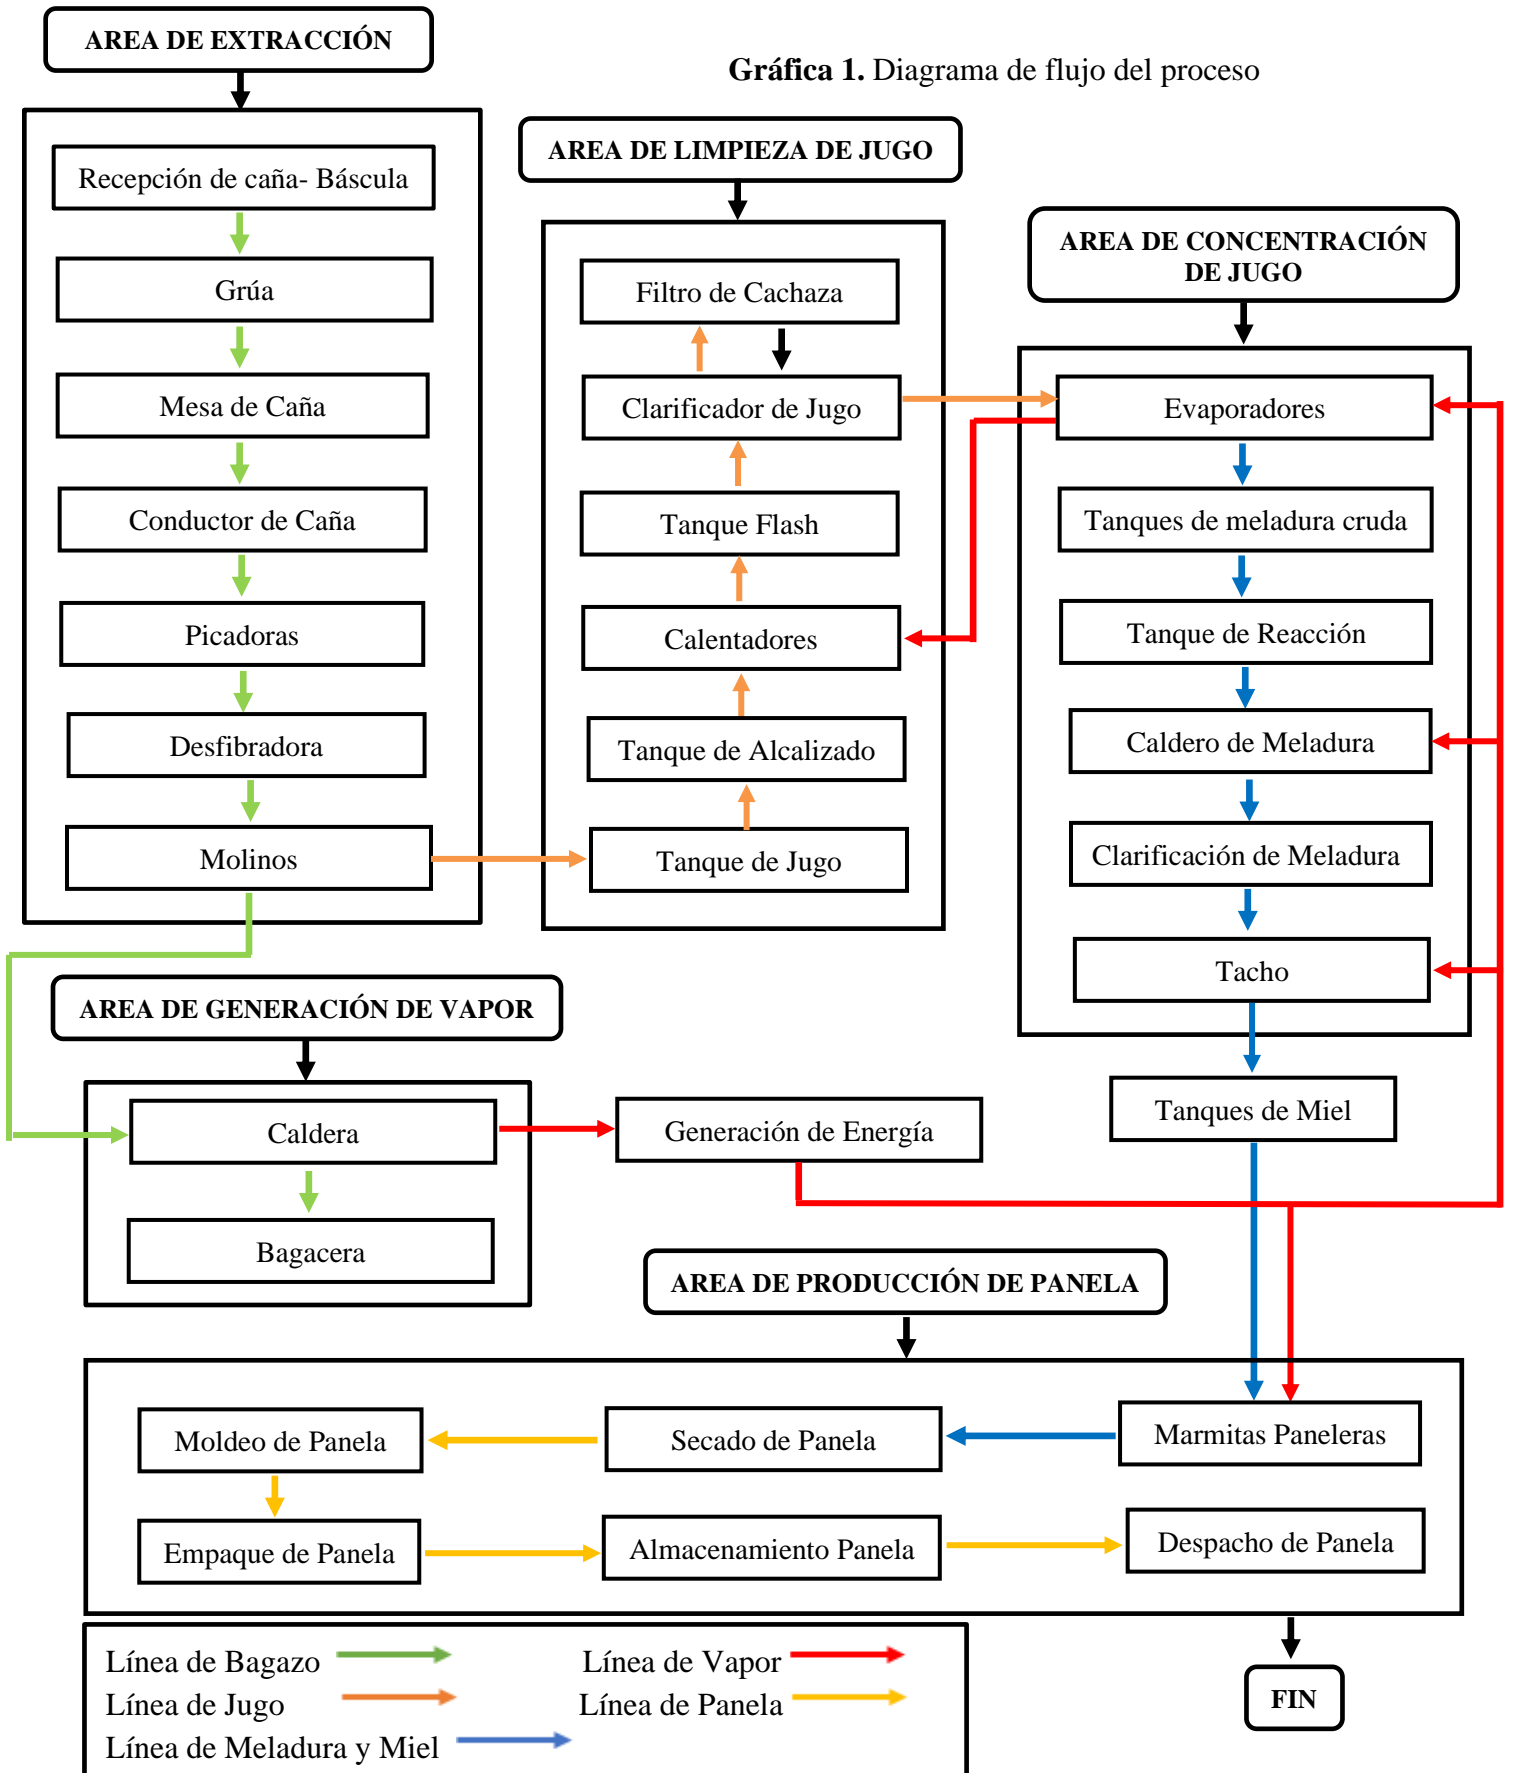 Gráfica 1. Diagrama de flujo del proceso
AREA DE EXTRACCIÓN
Recepción de caña- Báscula
Grúa
Mesa de Caña
Conductor de Caña
Picadoras
Desfibradora
Molinos
AREA DE LIMPIEZA DE JUGO
Filtro de Cachaza
Clarificador de Jugo
Tanque Flash
Calentadores
Tanque de Alcalizado
Tanque de Jugo
AREA DE CONCENTRACIÓN
DE JUGO
Evaporadores
Tanques de meladura cruda
Tanque de Reacción
Caldero de Meladura
Clarificación de Meladura
Tacho
Tanques de Miel
AREA DE GENERACIÓN DE VAPOR
Caldera
Bagacera
Generación de Energía
AREA DE PRODUCCIÓN DE PANELA
Moldeo de Panela
Secado de Panela
Marmitas Paneleras
Empaque de Panela
Almacenamiento Panela
Despacho de Panela
Línea de Bagazo
Línea de Vapor
Línea de Jugo
Línea de Panela
Línea de Meladura y Miel
FIN